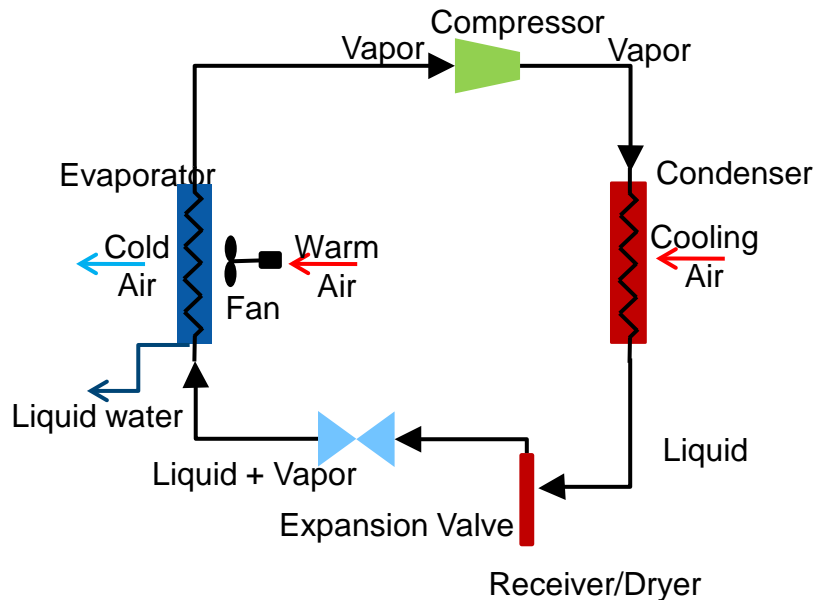 Compressor
Vapor
Vapor
Evaporator
Condenser
Cold
Air
Warm
Air
Fan
Cooling
Air
Liquid water
Liquid + Vapor
Liquid
Expansion Valve
Receiver/Dryer